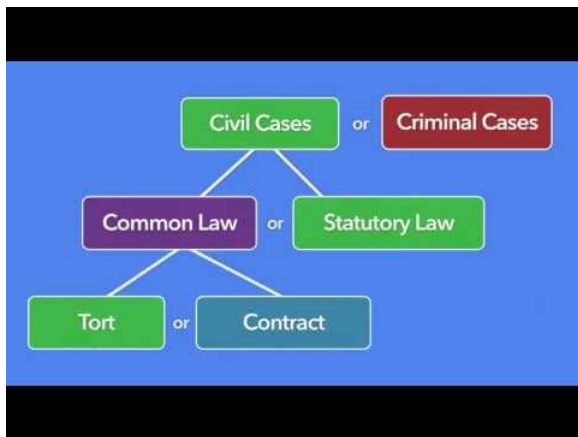 Civil Cases or Criminal Cases
Common Law or Statutory Law
Tort or Contract